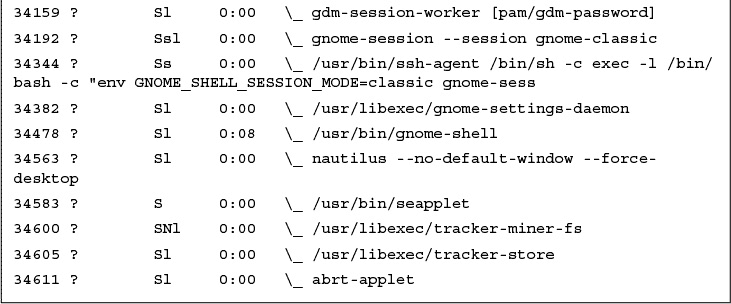 34159 ?        Sl     0:00   \_ gdm-session-worker [pam/gdm-password]
34192 ?        Ssl    0:00   \_ gnome-session --session gnome-classic
34344 ?        Ss     0:00   \_ /usr/bin/ssh-agent /bin/sh -c exec -l /bin/
bash -c "env GNOME_SHELL_SESSION_MODE=classic gnome-sess
34382 ?        Sl     0:00   \_ /usr/libexec/gnome-settings-daemon
34478 ?        Sl     0:08   \_ /usr/bin/gnome-shell
34563 ?        Sl     0:00   \_ nautilus --no-default-window --force-
desktop
34583 ?        S      0:00   \_ /usr/bin/seapplet
34600 ?        SNl    0:00   \_ /usr/libexec/tracker-miner-fs
34605 ?        Sl     0:00   \_ /usr/libexec/tracker-store
34611 ?        Sl     0:00   \_ abrt-applet